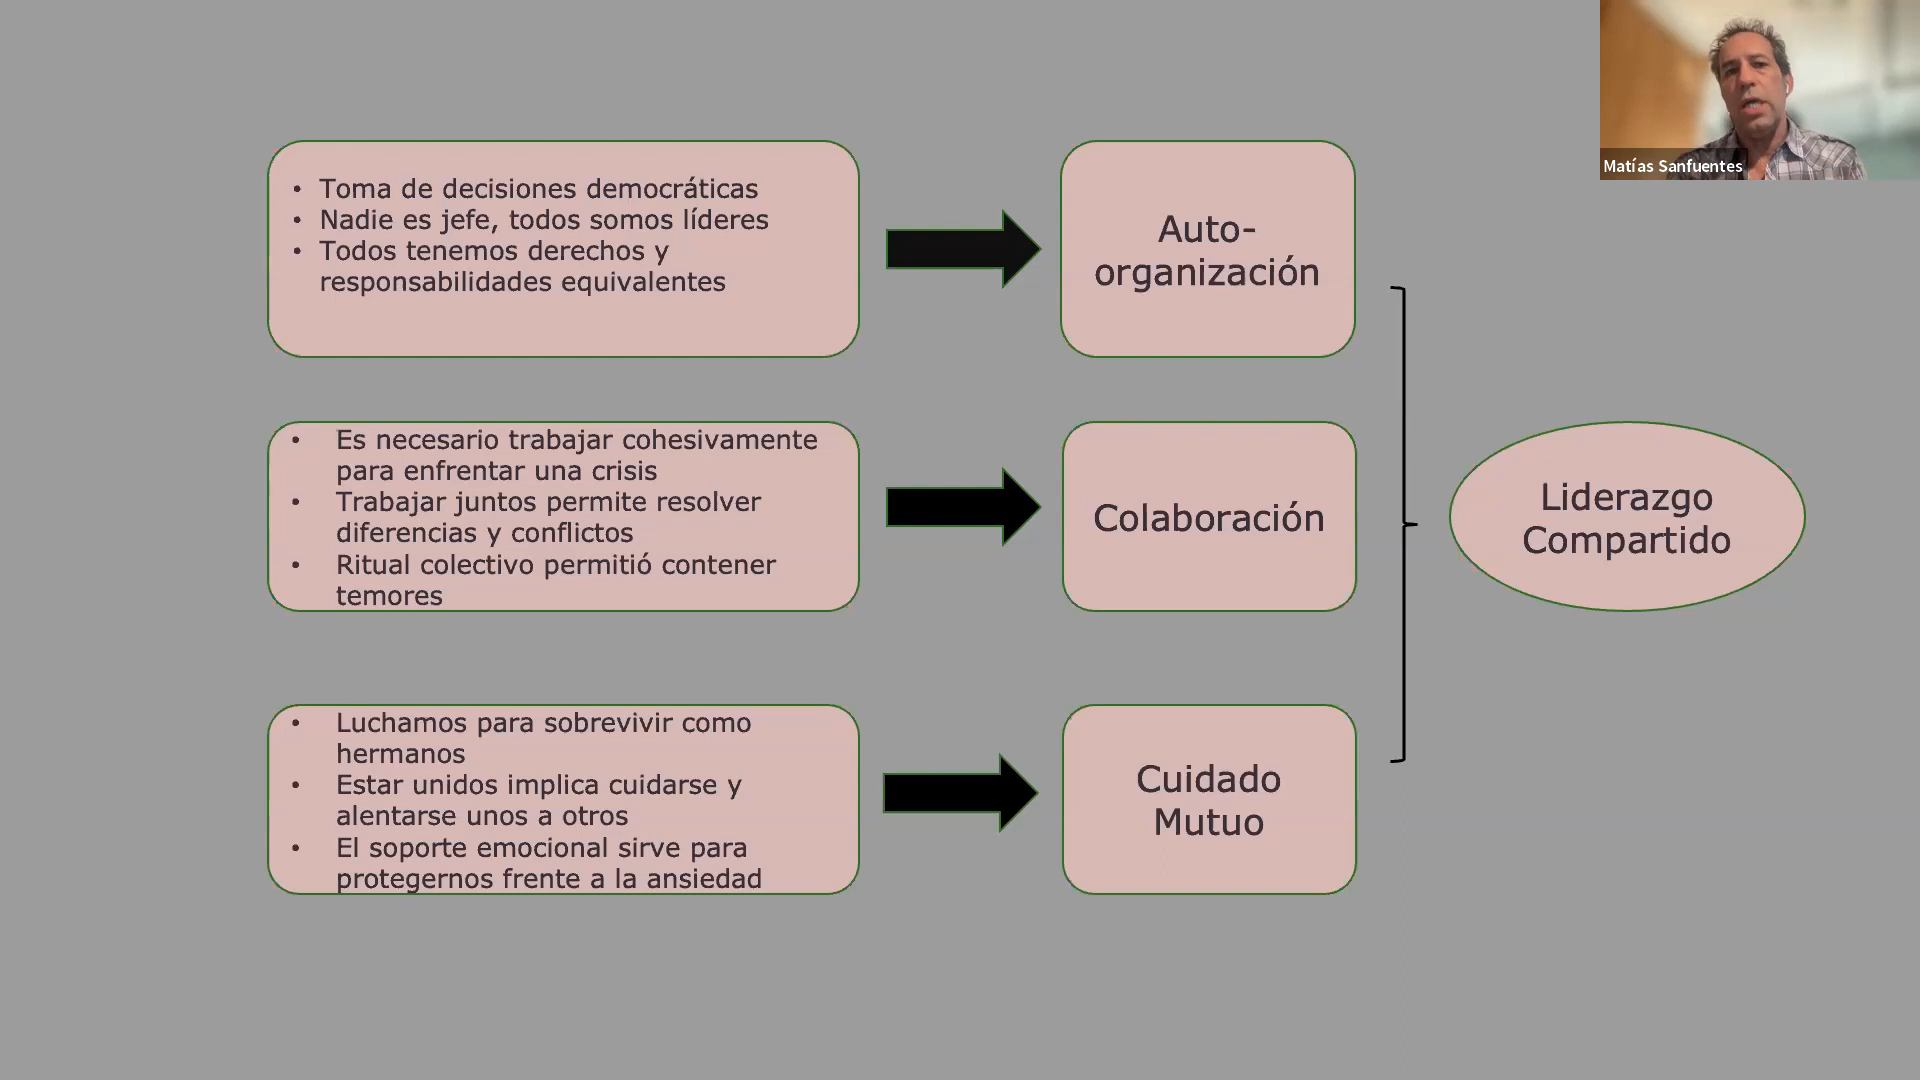 Matías Sanfuentes
• Toma de decisiones democráticas
• Nadie es jefe, todos somos líderes
• Todos tenemos derechos y
responsabilidades equivalentes
Auto-
organización
• Es necesario trabajar cohesivamente
para enfrentar una crisis
• Trabajar juntos permite resolver
diferencias y conflictos
• Ritual colectivo permitió contener
temores
Colaboración
Liderazgo
Compartido
• Luchamos para sobrevivir como
hermanos
• Estar unidos implica cuidarse y
alentarse unos a otros
• El soporte emocional sirve para
protegernos frente a la ansiedad
Cuidado
Mutuo